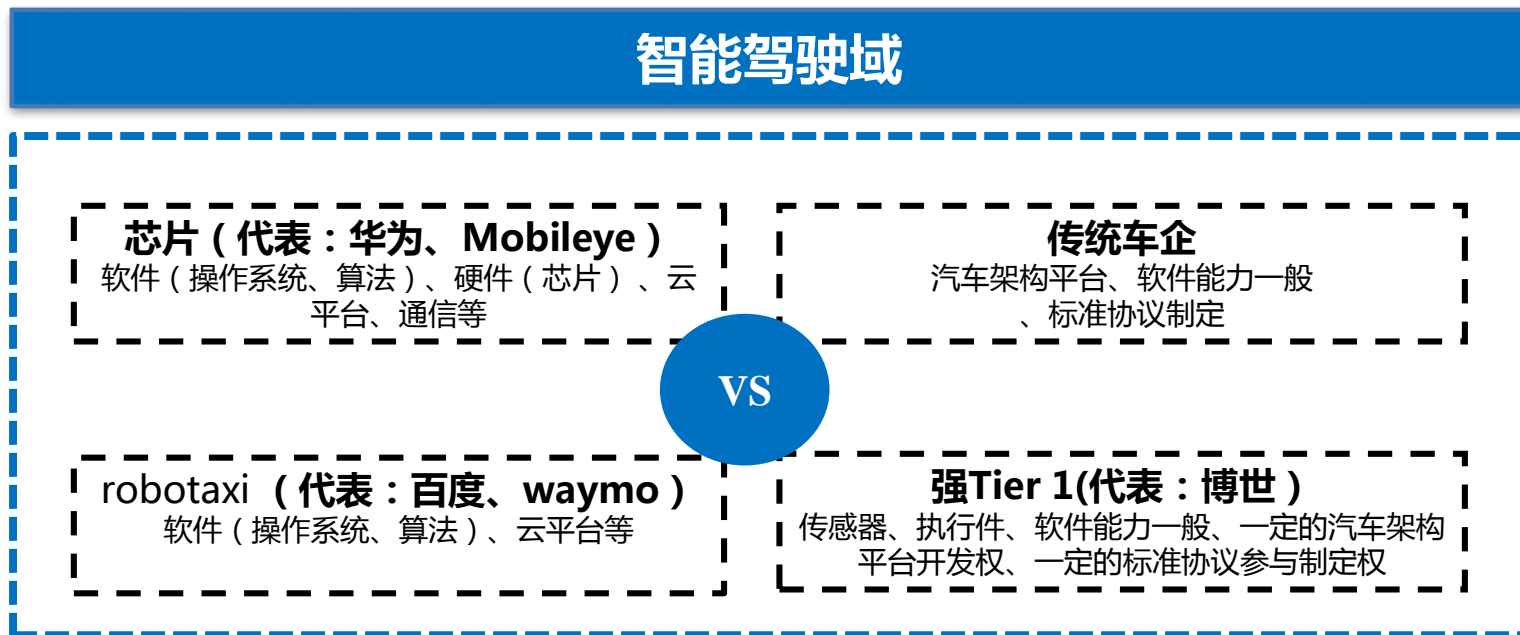 智能驾驶域
芯片（代表：华为、Mobileye）
软件（操作系统、算法）、硬件（芯片）、云
平台、通信等
传统车企
汽车架构平台、软件能力一般
、标准协议制定
VS
robotaxi（代表：百度、waymo）
软件（操作系统、算法）、云平台等
强Tier 1(代表：博世）
传感器、执行件、软件能力一般、一定的汽车架构
平台开发权、一定的标准协议参与制定权